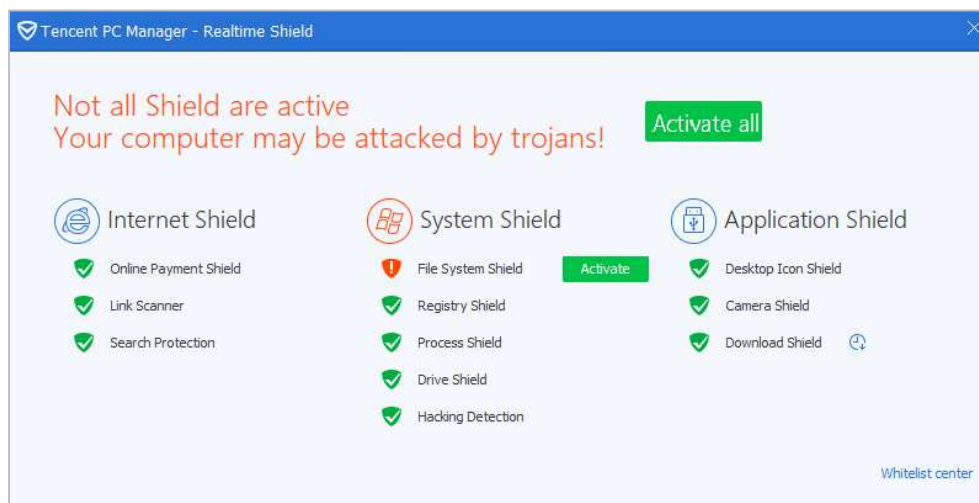 Tencent PC Manager - Realtime Shield
Not all Shield are active
Your computer may be attacked by trojans!
Activate all
Internet Shield
Online Payment Shield
Link Scanner
Search Protection
System Shield
File System Shield
Activate
Registry Shield
Process Shield
Drive Shield
Hacking Detection
Application Shield
Desktop Icon Shield
Camera Shield
Download Shield
Whitelist center